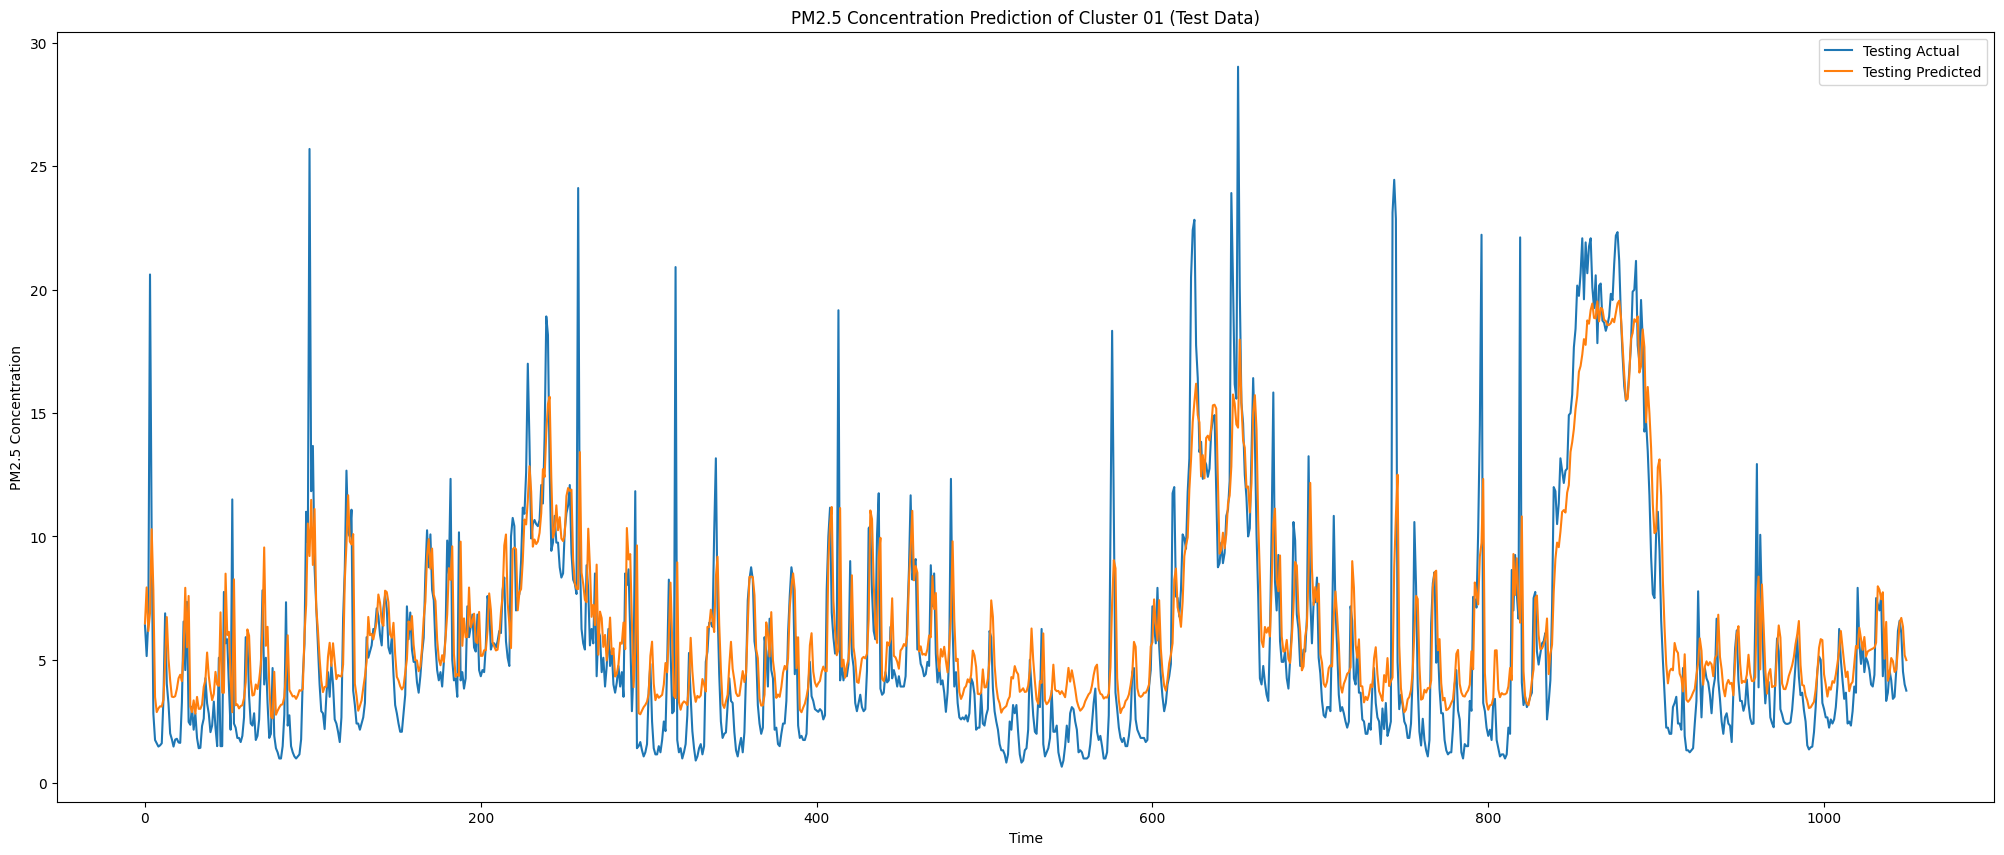 PM2.5 Concentration Prediction of Cluster 01 (Test Data)
Testing Actual
Testing Predicted
PM2.5 Concentration
30
25
20
15
10
5
0
0 200 400 600 800 1000
Time